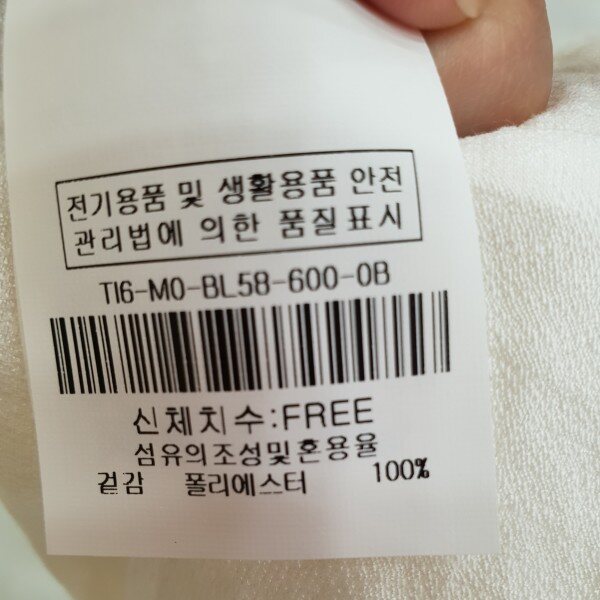 전기용품 및 생활용품 안전
관리법에 의한 품질표시
TI6-M0-BL58-600-0B
신체치수:FREE
섬유의조성및혼용율
겉감 폴리에스터 100%